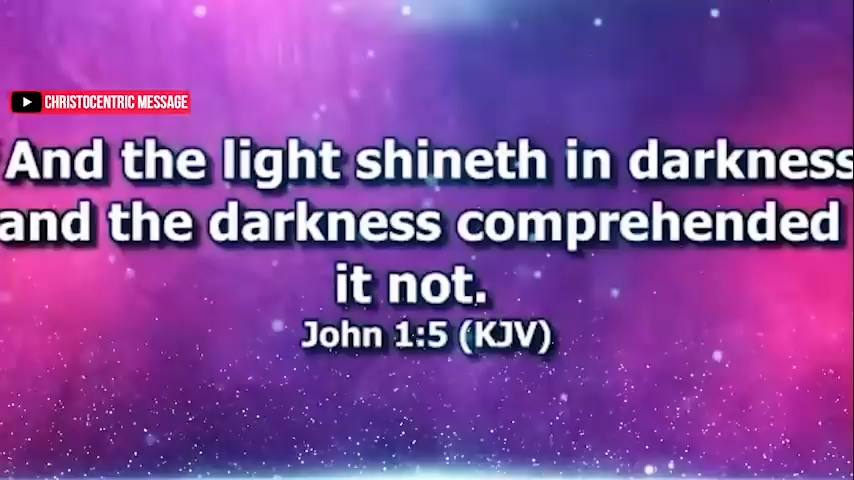 CHRISTOCENTRIC MESSAGE
And the light shineth in darkness
and the darkness comprehended
it not.
John 1:5 (KJV)